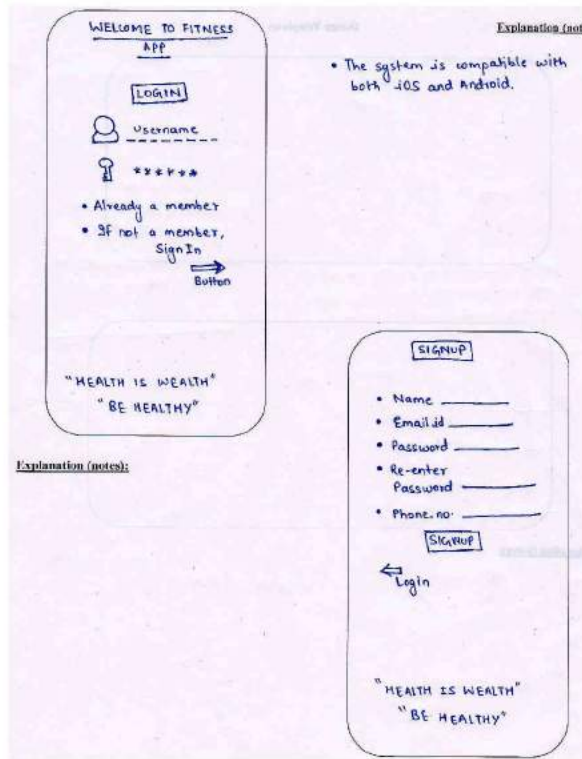 WELLCOME TO FITNESS
APP
LOGIN
Username
******
• Already a member
• If not a member,
Sign In
Button
"HEALTH IS WEALTH"
"BE HEALTHY"
Explanation (not
• The system is compatible with
both iOS and Android.
Explanation (notes):
SIGNUP
• Name
• Email id
• Password
• Re-enter
Password
• Phone. no.
SIGNUP
Login
"HEALTH IS WEALTH"
"BE HEALTHY"